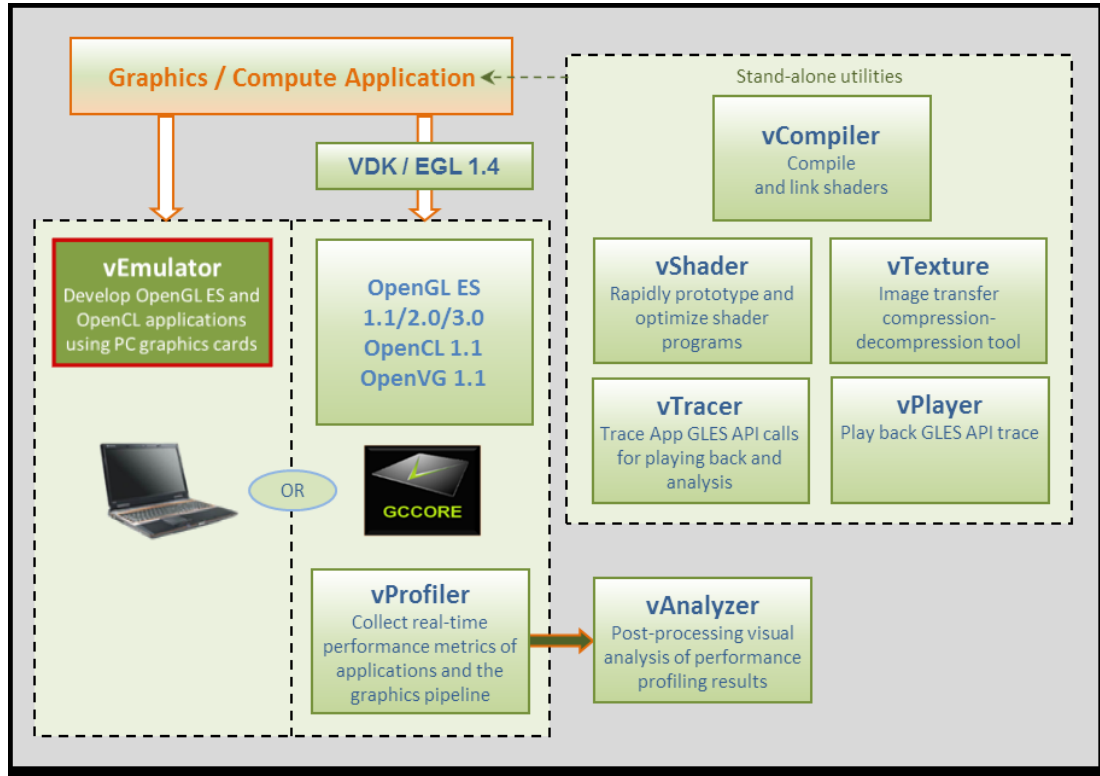 Graphics / Compute Application
VDK / EGL 1.4
vEmulator
Develop OpenGL ES and
OpenCL applications
using PC graphics cards
OpenGL ES
1.1/2.0/3.0
OpenCL 1.1
OpenVG 1.1
OR
GCCORE
vProfiler
Collect real-time
performance metrics of
applications and the
graphics pipeline
vAnalyzer
Post-processing visual
analysis of performance
profiling results
Stand-alone utilities
vCompiler
Compile
and link shaders
vShader
Rapidly prototype and
optimize shader
programs
vTexture
Image transfer
compression-
decompression tool
vTracer
Trace App GLES API calls
for playing back and
analysis
vPlayer
Play back GLES API trace